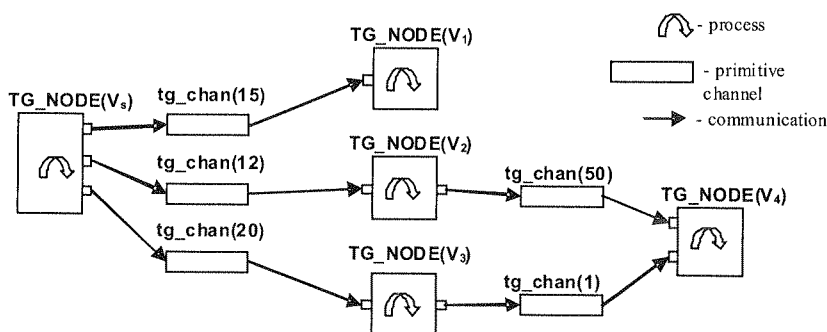 TG_NODE(V1)
- process
TG_NODE(Vs)
tg_chan(15)
- primitive
channel
TG_NODE(V2)
- communication
tg_chan(12)
tg_chan(50)
TG_NODE(V4)
tg_chan(20)
TG_NODE(V3)
tg_chan(1)